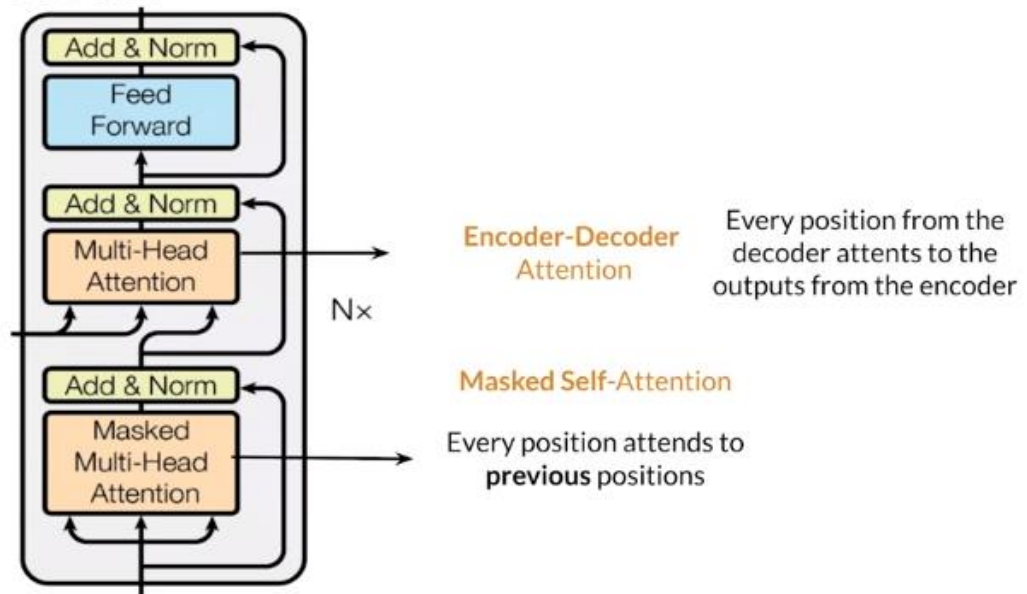 Add & Norm
Feed
Forward
Add & Norm
Multi-Head
Attention
Nx
Add & Norm
Masked
Multi-Head
Attention
Encoder-Decoder
Attention
Every position from the
decoder attents to the
outputs from the encoder
Masked Self-Attention
Every position attends to
previous positions